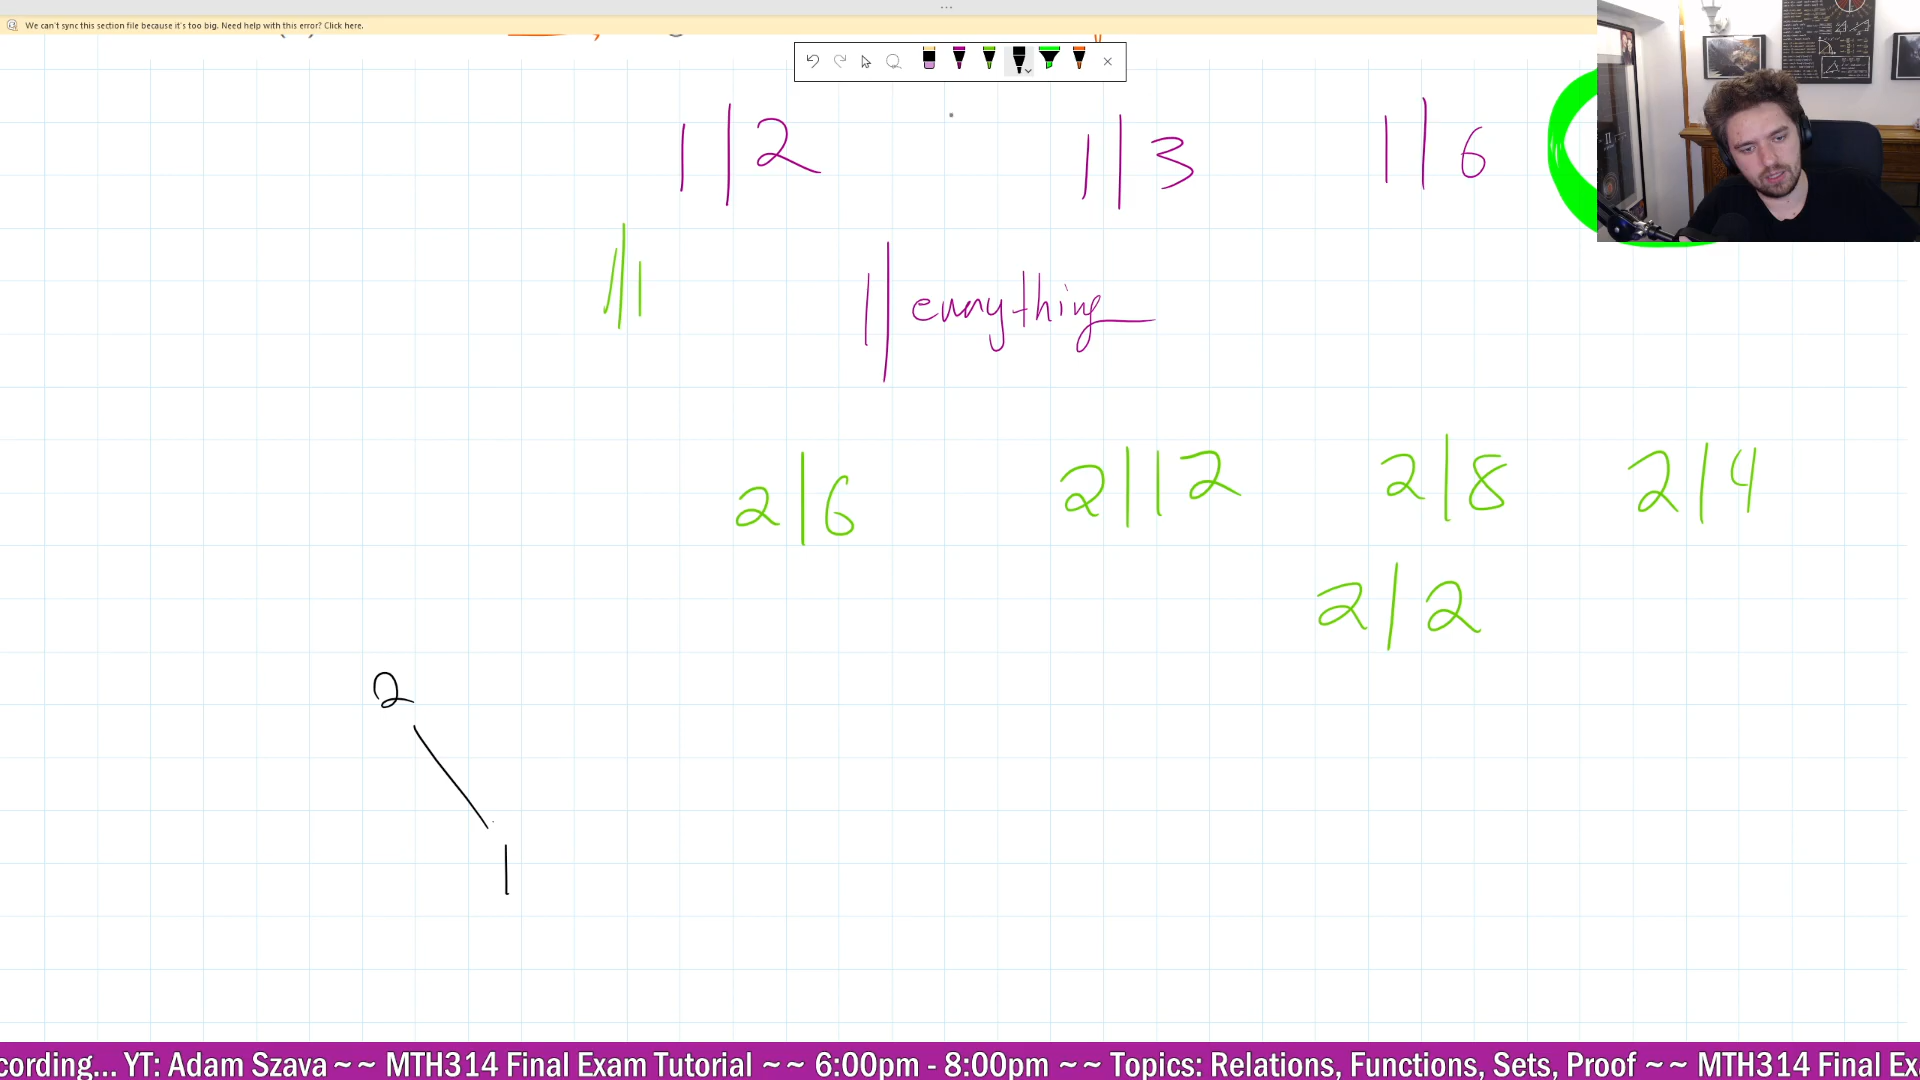 We can't sync this section file because it's too big. Need help with this error? Click here.
1|2 1|3 1|6
1|1
1|everything
2|6 2|12 2|8 2|4
2|2
2
1
cording... YT: Adam Szava ~~ MTH314 Final Exam Tutorial ~~ 6:00pm - 8:00pm ~~ Topics: Relations, Functions, Sets, Proof ~~ MTH314 Final Ex